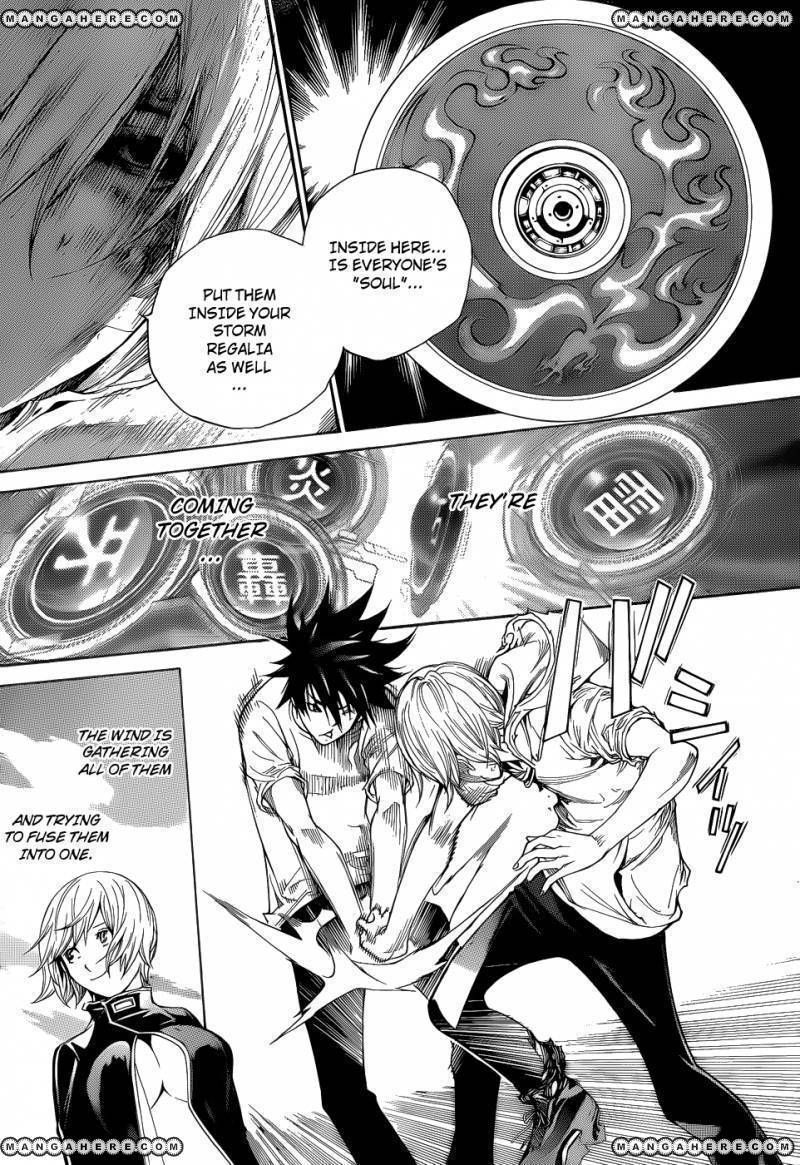 MANGAHERE.COM
MANGAHERE.COM
INSIDE HERE...
IS EVERYONE'S
"SOUL"...
PUT THEM
INSIDE YOUR
STORM
REGALIA
AS WELL
...
雷
THEY'RE
炎
COMING
TOGETHER
...
轟
牙
THE WIND IS
GATHERING
ALL OF THEM
AND TRYING
TO FUSE THEM
INTO ONE.
MANGAHERE.COM
MANGAHERE.COM